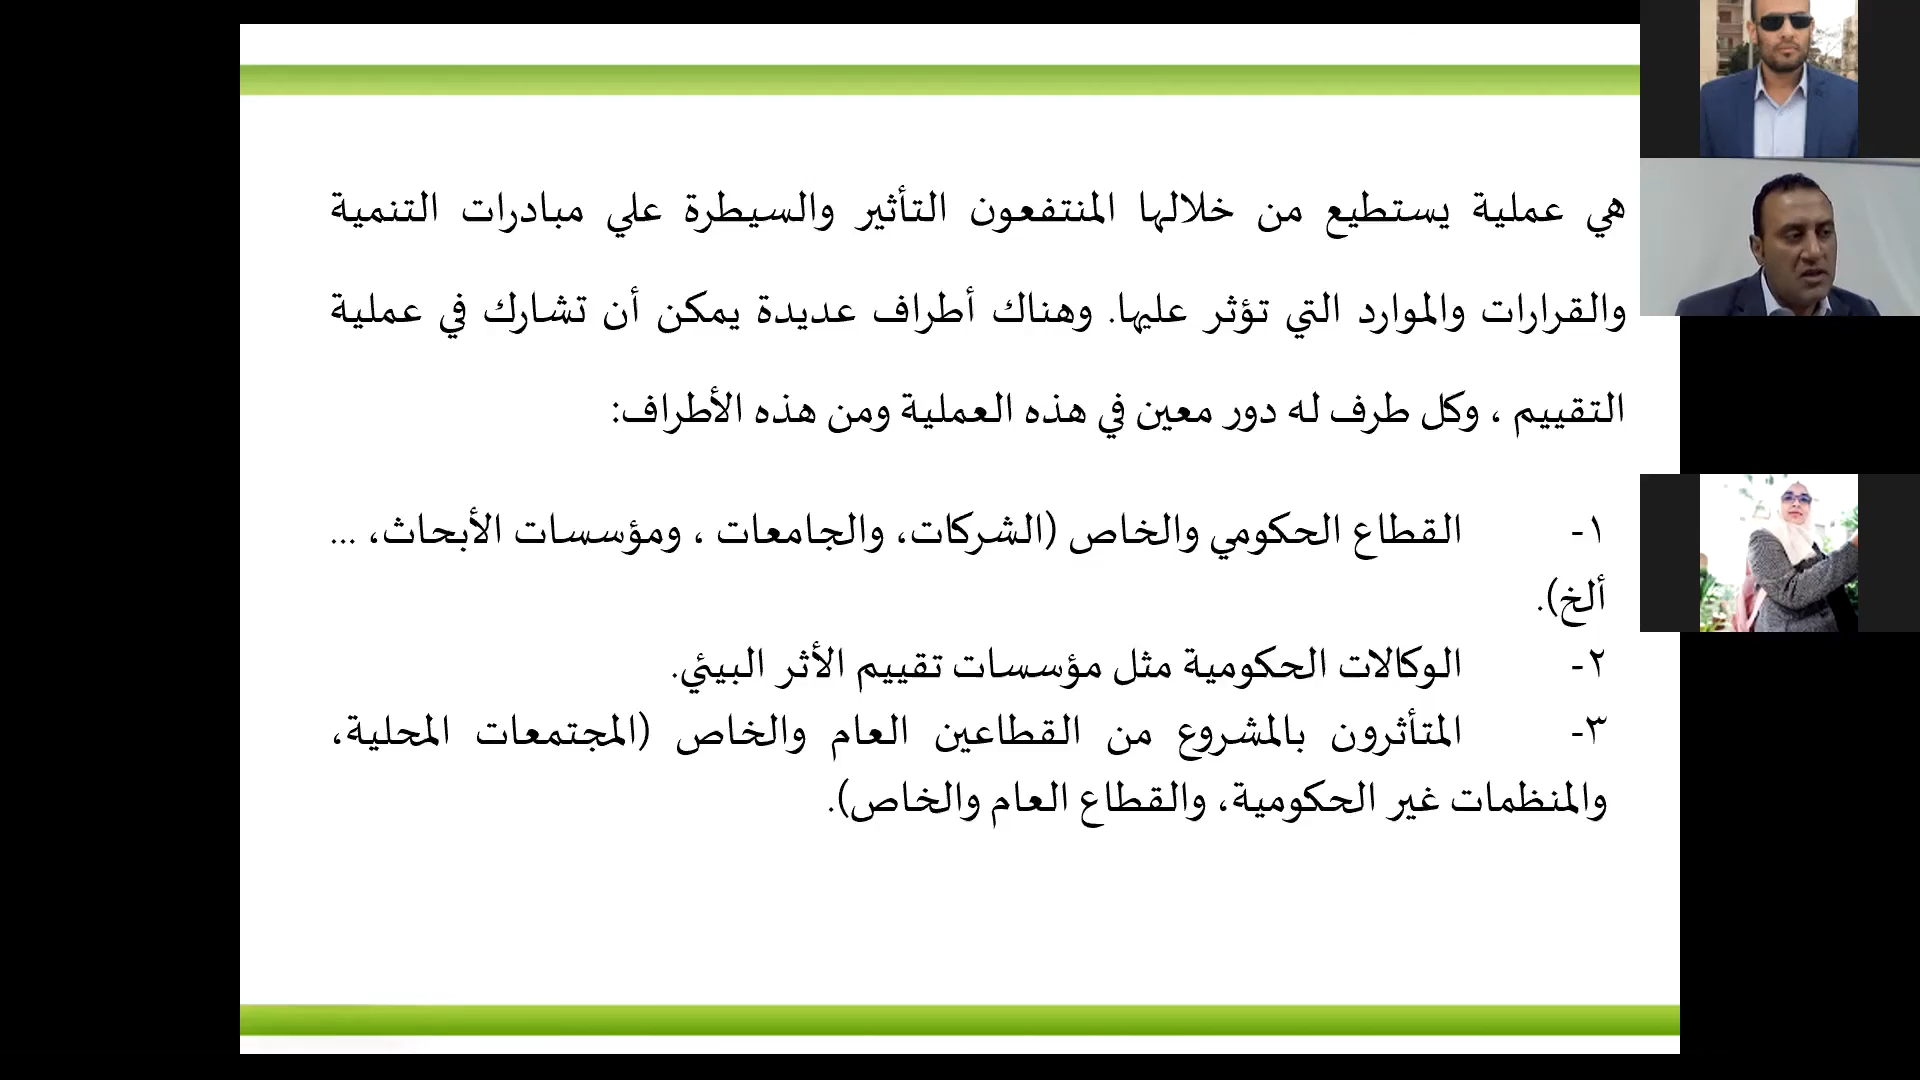 هي عملية يستطيع من خلالها المنتفعون التأثير والسيطرة علي مبادرات التنمية
والقرارات والموارد التي تؤثر عليها. وهناك أطراف عديدة يمكن أن تشارك في عملية
التقييم ، وكل طرف له دور معين في هذه العملية ومن هذه الأطراف:
١- القطاع الحكومي والخاص (الشركات، والجامعات ، ومؤسسات الأبحاث، ...
ألخ).
٢- الوكالات الحكومية مثل مؤسسات تقييم الأثر البيئي.
٣- المتأثرون بالمشروع من القطاعين العام والخاص (المجتمعات المحلية،
والمنظمات غير الحكومية، والقطاع العام والخاص).